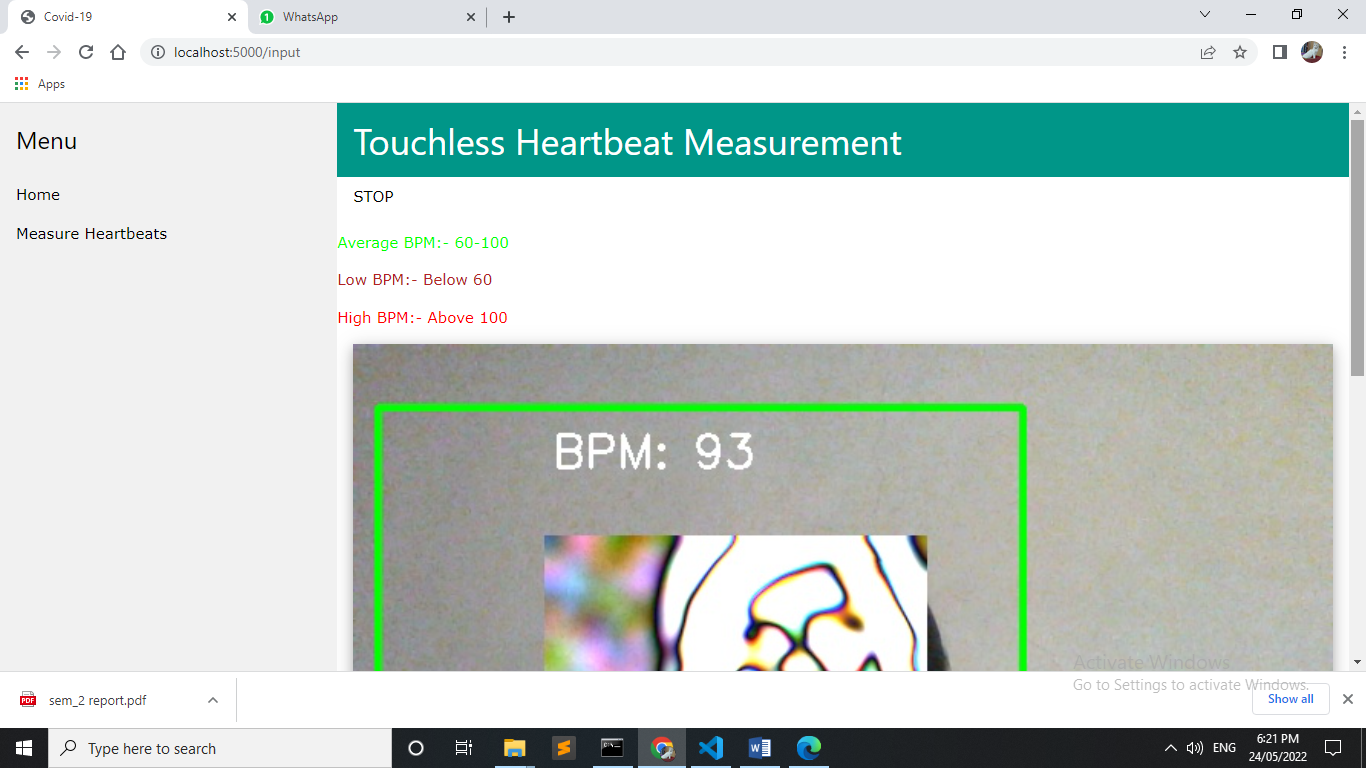 Covid-19
WhatsApp
localhost:5000/input
Apps
Menu
Home
Measure Heartbeats
Touchless Heartbeat Measurement
STOP
Average BPM:- 60-100
Low BPM:- Below 60
High BPM:- Above 100
BPM: 93
Activate Windows
Go to Settings to activate Windows.
sem_2 report.pdf
Show all
Type here to search
ENG
6:21 PM
24/05/2022